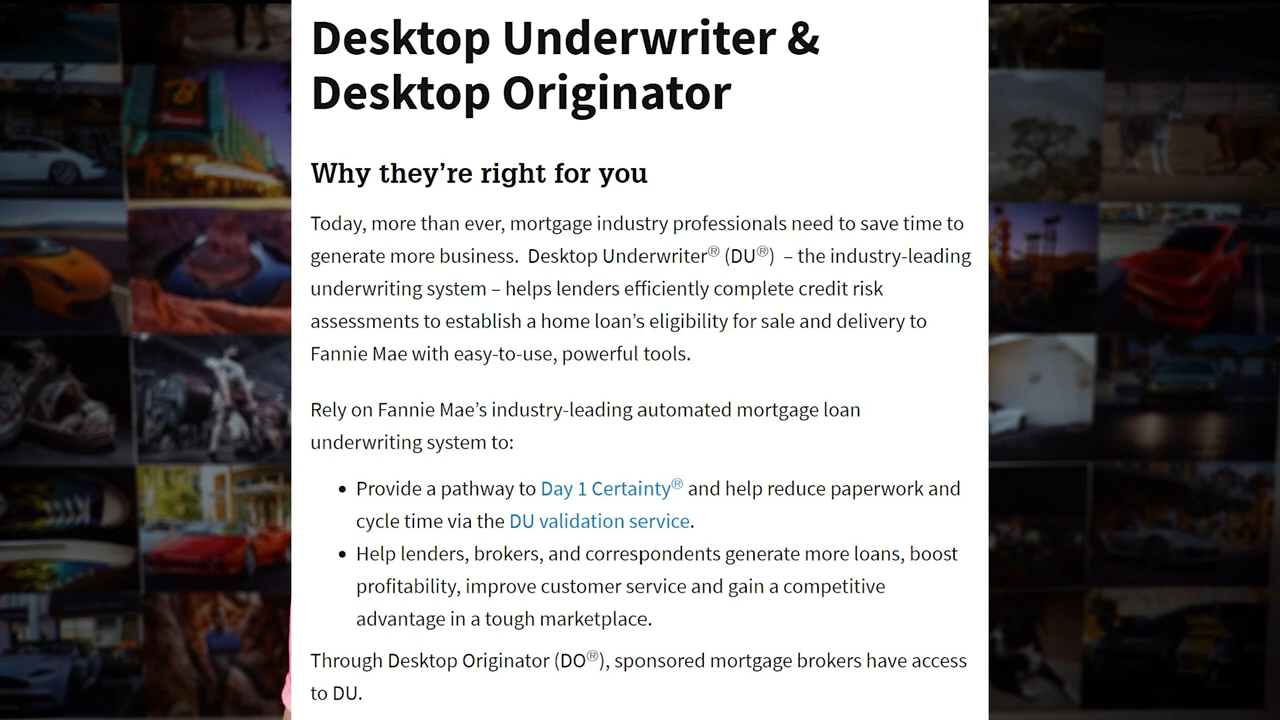 Desktop Underwriter &
Desktop Originator
Why they’re right for you
Today, more than ever, mortgage industry professionals need to save time to
generate more business. Desktop Underwriter® (DU®) – the industry-leading
underwriting system – helps lenders efficiently complete credit risk
assessments to establish a home loan’s eligibility for sale and delivery to
Fannie Mae with easy-to-use, powerful tools.
Rely on Fannie Mae’s industry-leading automated mortgage loan
underwriting system to:
• Provide a pathway to Day 1 Certainty® and help reduce paperwork and
cycle time via the DU validation service.
• Help lenders, brokers, and correspondents generate more loans, boost
profitability, improve customer service and gain a competitive
advantage in a tough marketplace.
Through Desktop Originator (DO®), sponsored mortgage brokers have access
to DU.